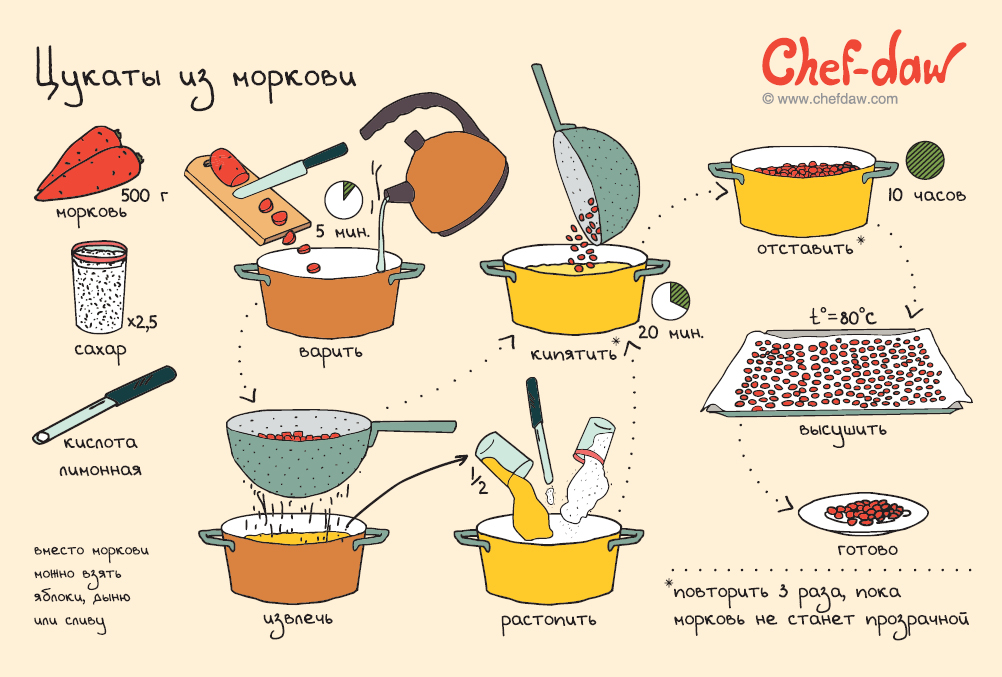 Цукаты из моркови
Chef-daw
© www.chefdaw.com
500 г
морковь
x2,5
сахар
кислота
лимонная
вместо моркови
можно взять
яблоки, дыню
или сливу
5 мин.
варить
извлечь
1/2
растопить
20 мин.
кипятить*
10 часов
отставить*
t°=80°C
высушить
готово
*повторить 3 раза, пока
морковь не станет прозрачной